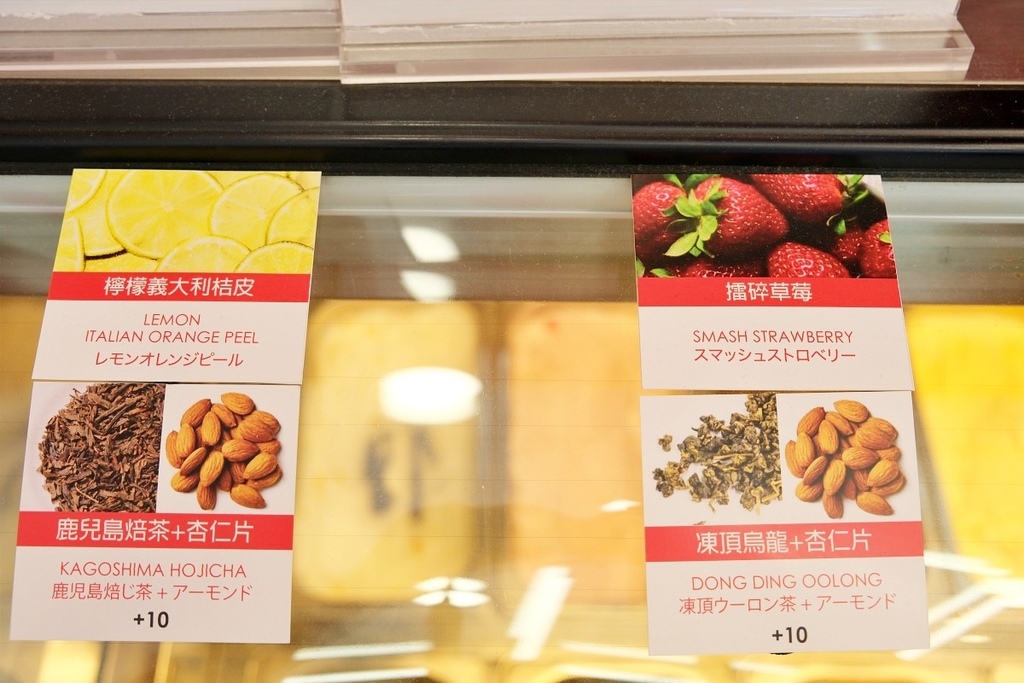 檸檬義大利桔皮
LEMON
ITALIAN ORANGE PEEL
レモンオレンジピール
鹿兒島焙茶+杏仁片
KAGOSHIMA HOJICHA
鹿児島焙じ茶 + アーモンド
+10
擂碎草莓
SMASH STRAWBERRY
スマッシュストロベリー
凍頂烏龍+杏仁片
DONG DING OOLONG
凍頂ウーロン茶 + アーモンド
+10